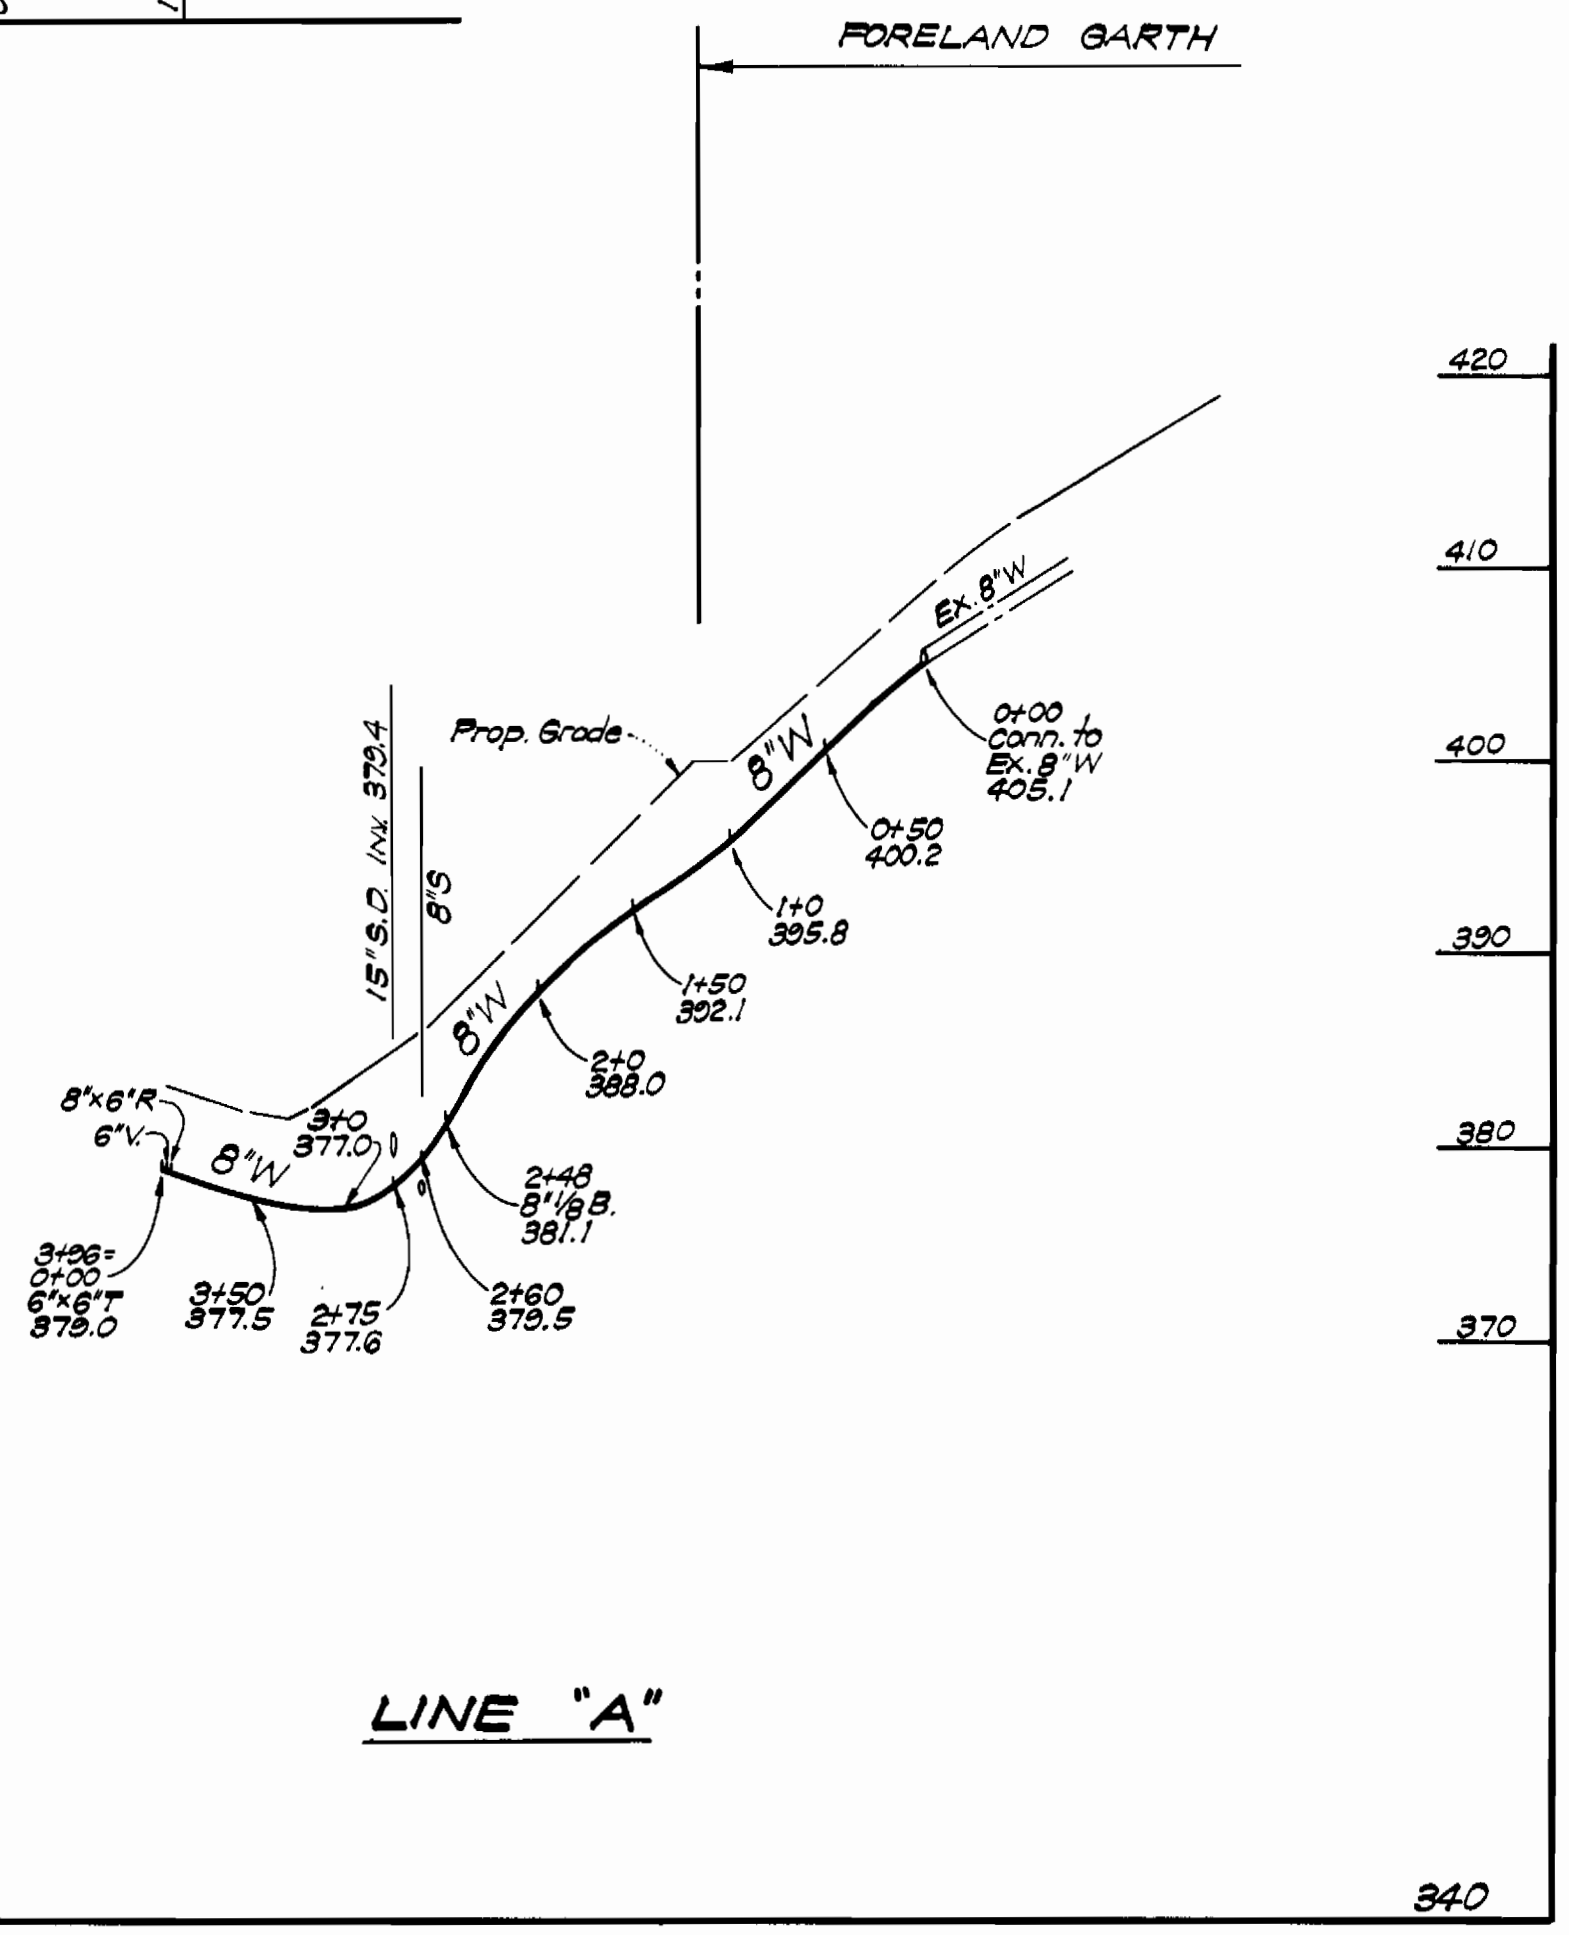 FORELAND GARTH
420
410
Ex. 8"W
400
0+00
Conn. to
Ex. 8"W
405.1
Prop. Grade
8"W
0+50
400.2
15" S.D. INV. 379.4
8"S
1+0
395.8
390
1+50
392.1
8"W
2+0
388.0
8"x6"R
6"V.
3+0
377.0
8"W
380
2+48
8" 1/8 B.
381.1
3+96=
0+00
6"x6"T
379.0
3+50
377.5
2+75
377.6
2+60
379.5
370
LINE "A"
340